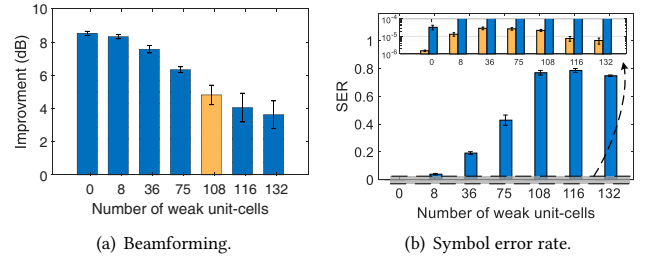 10
8
6
4
2
0
Improvment (dB)
0 8 36 75 108 116 132
Number of weak unit-cells
(a) Beamforming.
10-4
10-5
10-6
0 8 36 75 108 116 132
1
0.8
0.6
0.4
0.2
0
SER
0 8 36 75 108 116 132
Number of weak unit-cells
(b) Symbol error rate.